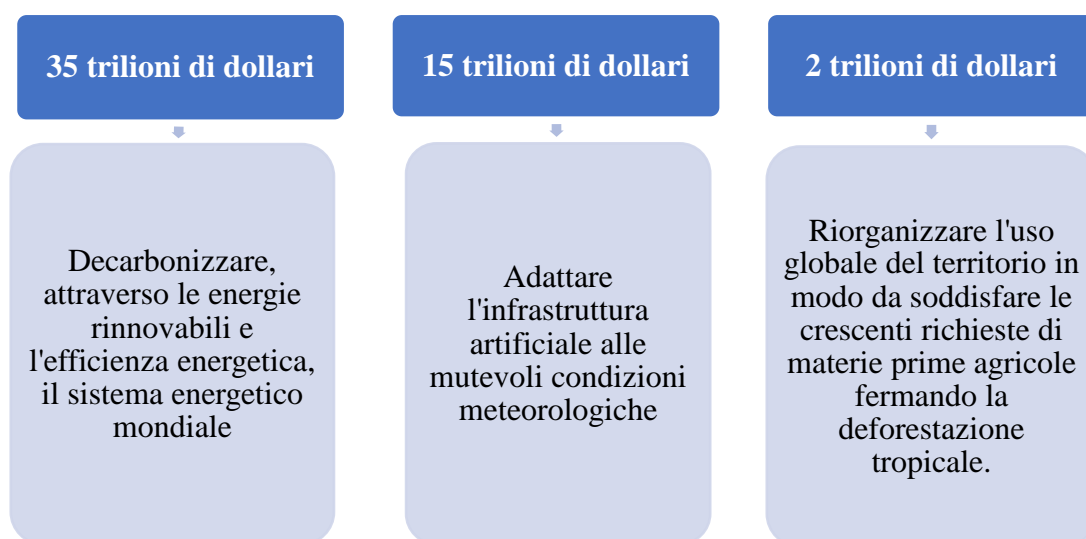 35 trilioni di dollari
Decarbonizzare,
attraverso le energie
rinnovabili e
l'efficienza energetica,
il sistema energetico
mondiale
15 trilioni di dollari
Adattare
l'infrastruttura
artificiale alle
mutevoli condizioni
meteorologiche
2 trilioni di dollari
Riorganizzare l'uso
globale del territorio in
modo da soddisfare le
crescenti richieste di
materie prime agricole
fermando la
deforestazione
tropicale.